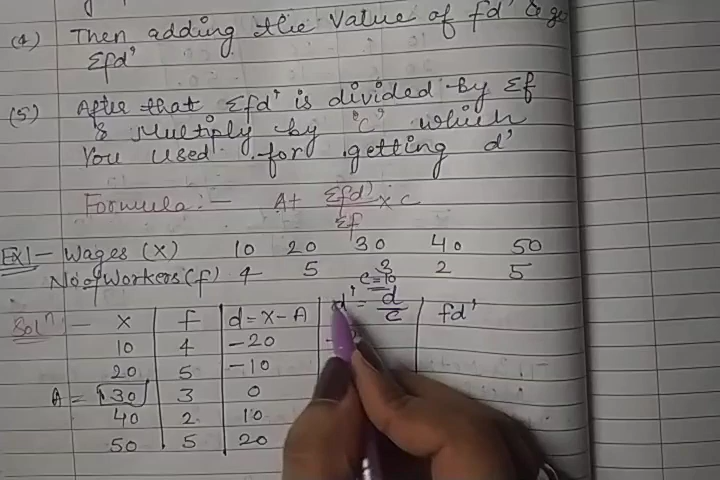 (4) Then adding the value of fd' & get
Σfd'
(5) After that Σfd' is divided by Σf
& Multiply by "C" which
You used for getting d'
Formula:- A+ Σfd'/Σf × C
EX1- Wages (X) 10 20 30 40 50
No. of Workers (f) 4 5 3 2 5
C=10
Solⁿ - X f d=X-A d' = d/c fd'
10 4 -20
20 5 -10
A = 30 3 0
40 2 10
50 5 20